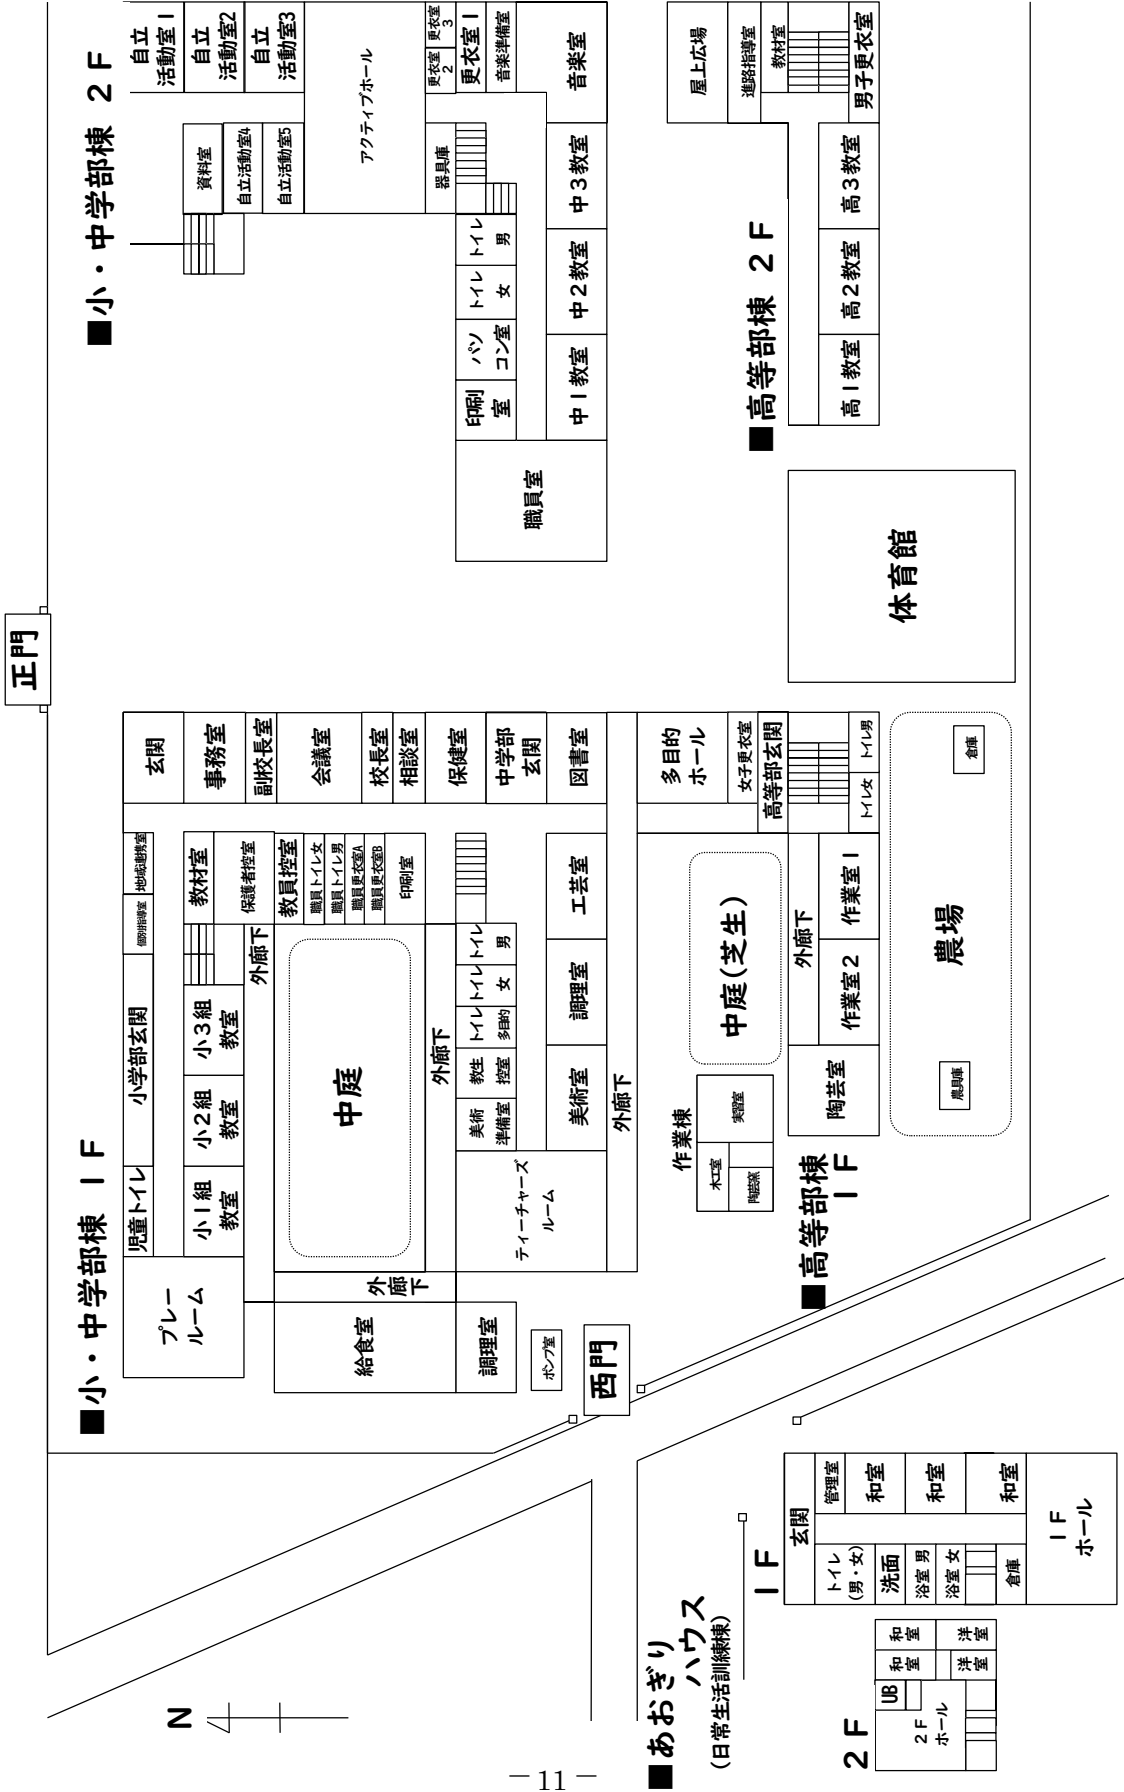 正門
■小・中学部棟 1F
プレー
ルーム
児童トイレ
小学部玄関
個別指導室
地域連携室
玄関
小1組
教室
小2組
教室
小3組
教室
教材室
事務室
保護者控室
副校長室
外廊下
教員控室
会議室
職員トイレ女
職員トイレ男
職員更衣室A
校長室
職員更衣室B
印刷室
相談室
中庭
外廊下
給食室
外廊下
保健室
調理室
美術
準備室
教生
控室
トイレ
多目的
トイレ
女
トイレ
男
中学部
玄関
ティーチャーズ
ルーム
美術室
調理室
工芸室
図書室
ポンプ室
外廊下
西門
■小・中学部棟 2F
自立
活動室1
自立
活動室2
自立
活動室3
資料室
自立活動室4
自立活動室5
アクティブホール
器具庫
更衣室
2
更衣室
3
更衣室1
音楽準備室
音楽室
印刷
室
パソ
コン室
トイレ
女
トイレ
男
職員室
中1教室
中2教室
中3教室
■高等部棟
1F
作業棟
木工室
陶芸窯
実習室
中庭(芝生)
多目的
ホール
女子更衣室
高等部玄関
外廊下
陶芸室
作業室2
作業室1
トイレ女
トイレ男
農場
農具庫
倉庫
体育館
■高等部棟 2F
屋上広場
進路指導室
教材室
男子更衣室
高1教室
高2教室
高3教室
N
■あおぎり
ハウス
(日常生活訓練棟)
1F
玄関
トイレ
(男・女)
管理室
洗面
和室
浴室 男
和室
浴室 女
倉庫
和室
1F
ホール
2F
UB
和
室
和
室
2F
ホール
洋
室
洋
室
－11－